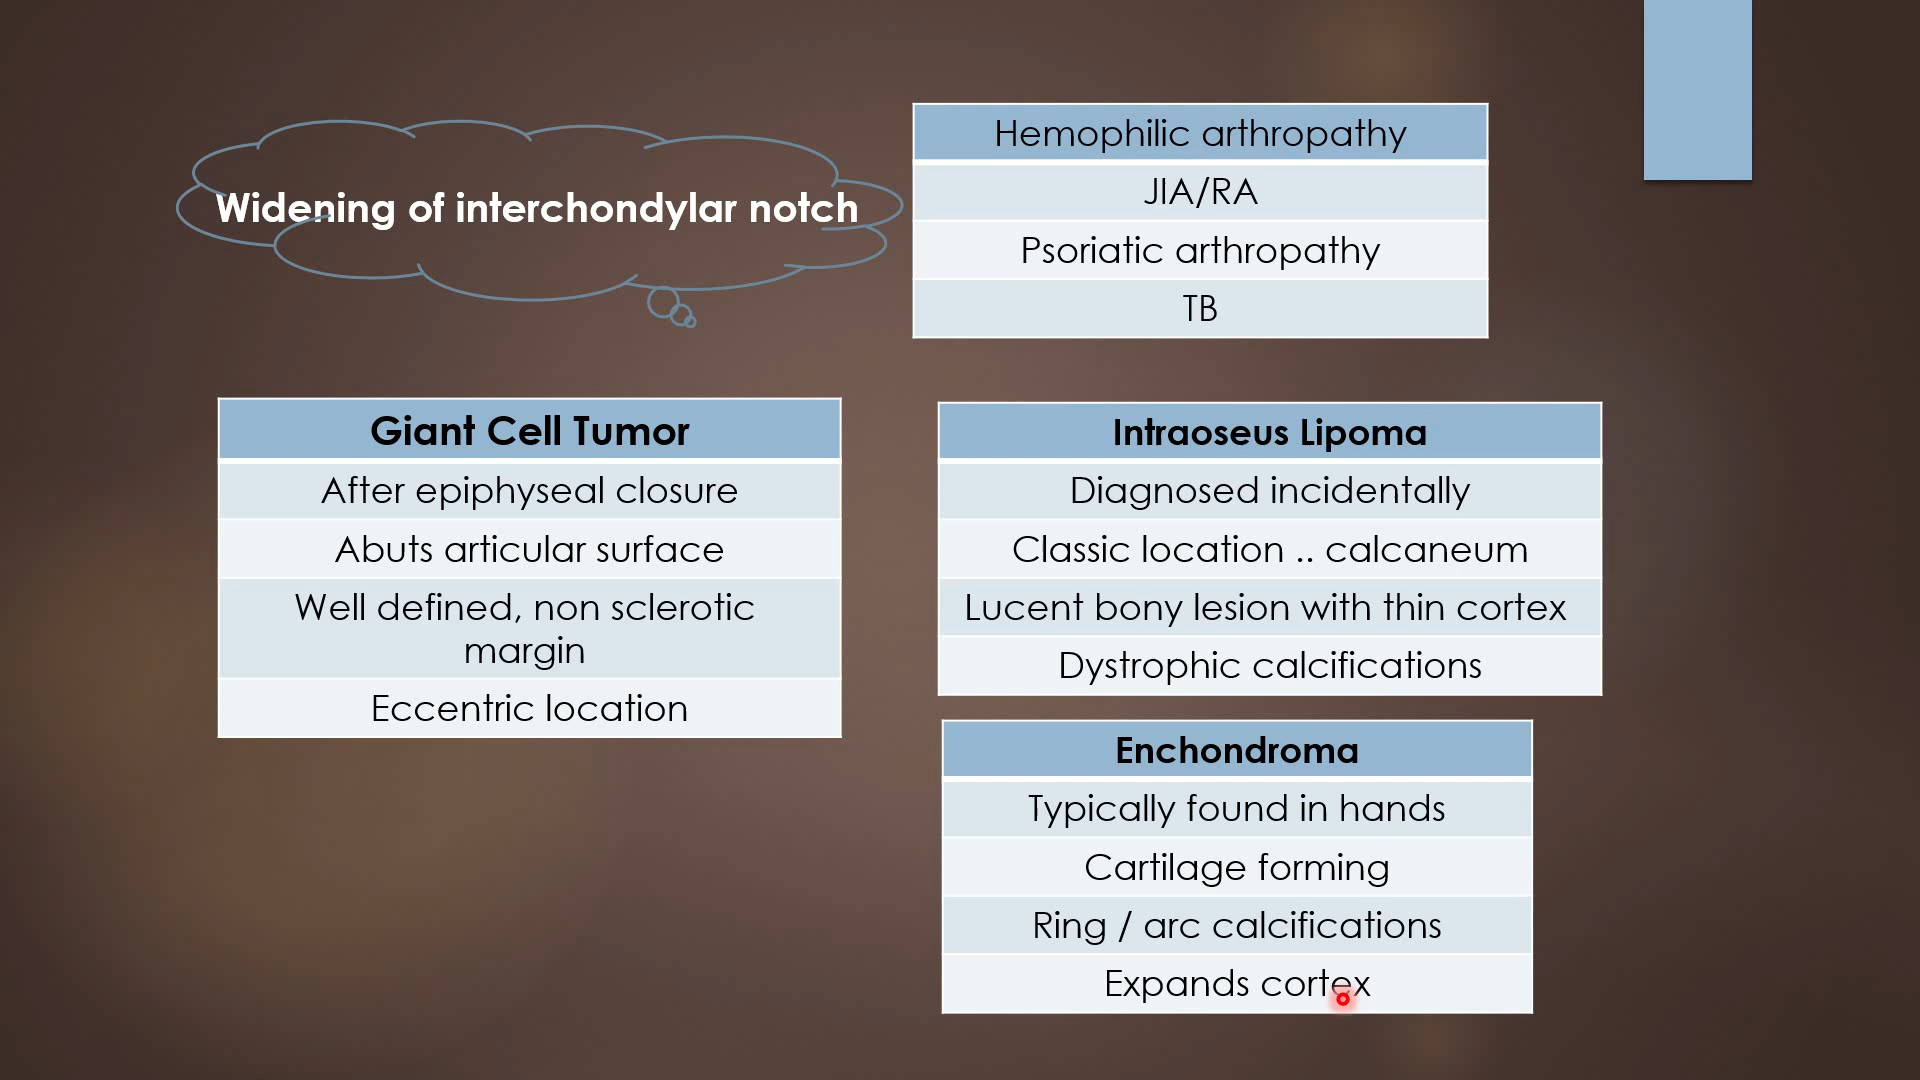 Widening of interchondylar notch
Hemophilic arthropathy
JIA/RA
Psoriatic arthropathy
TB
Giant Cell Tumor
After epiphyseal closure
Abuts articular surface
Well defined, non sclerotic
margin
Eccentric location
Intraoseus Lipoma
Diagnosed incidentally
Classic location .. calcaneum
Lucent bony lesion with thin cortex
Dystrophic calcifications
Enchondroma
Typically found in hands
Cartilage forming
Ring / arc calcifications
Expands cortex